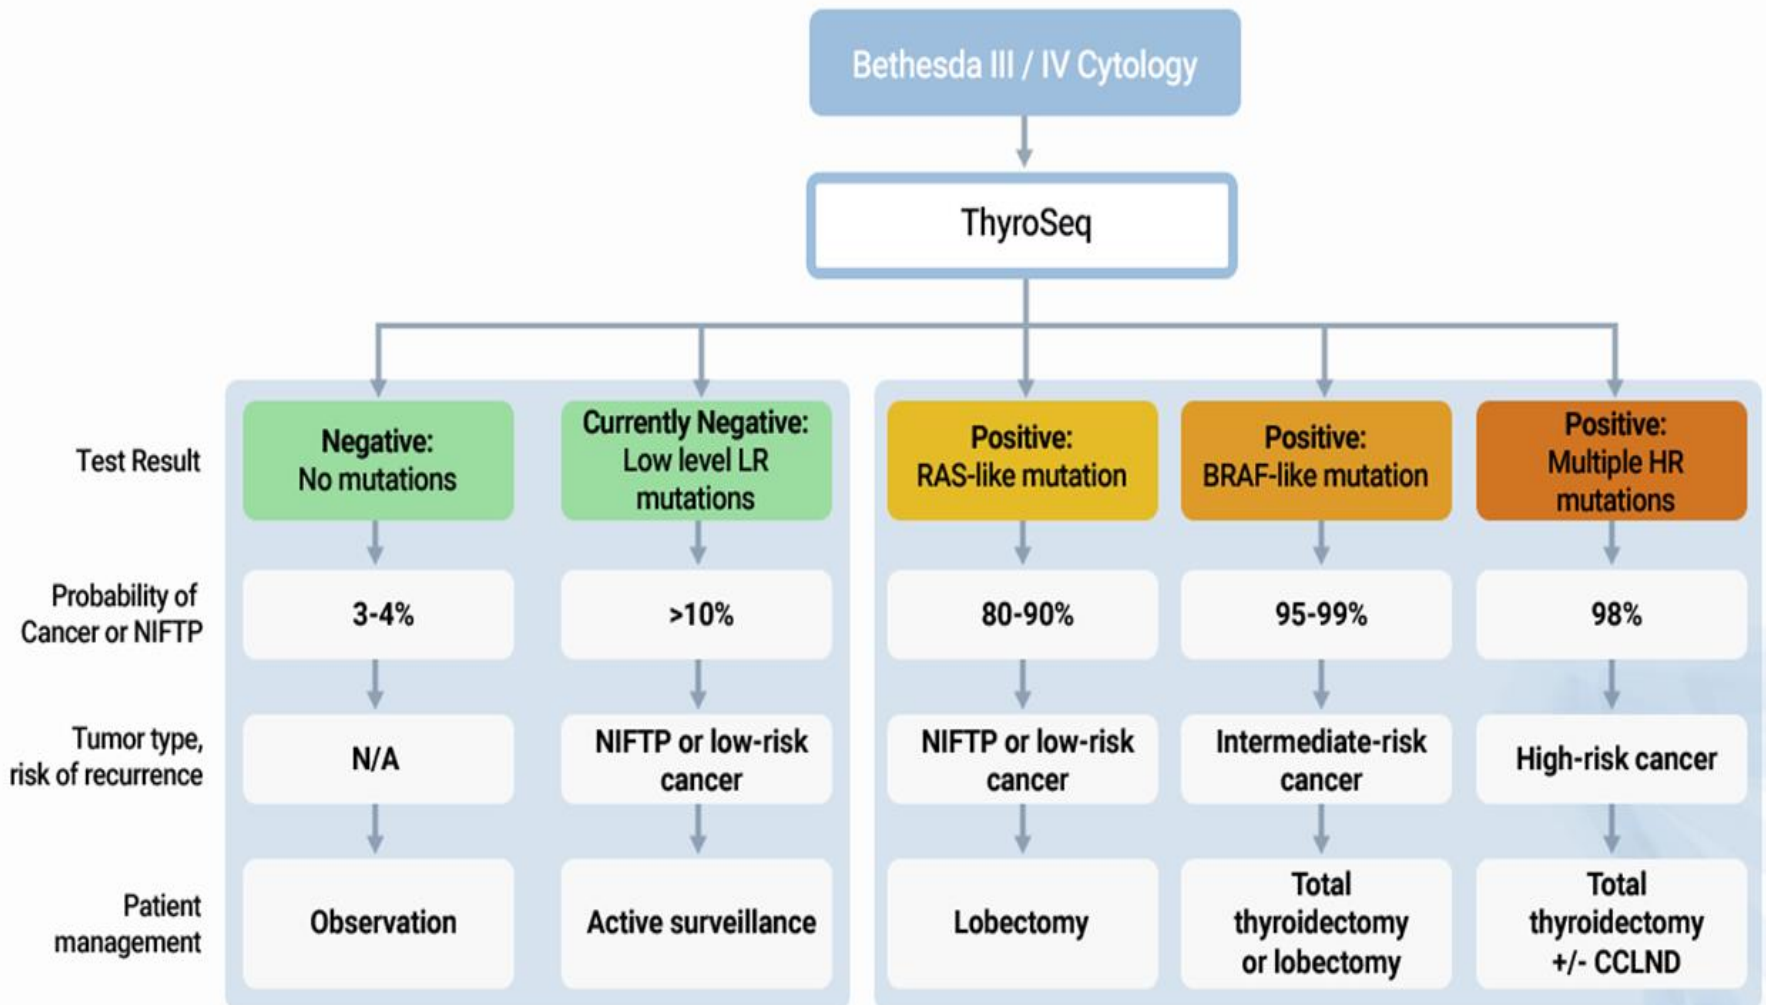 Bethesda III / IV Cytology
ThyroSeq
Test Result
Negative:
No mutations
Currently Negative:
Low level LR
mutations
Positive:
RAS-like mutation
Positive:
BRAF-like mutation
Positive:
Multiple HR
mutations
Probability of
Cancer or NIFTP
3-4%
>10%
80-90%
95-99%
98%
Tumor type,
risk of recurrence
N/A
NIFTP or low-risk
cancer
NIFTP or low-risk
cancer
Intermediate-risk
cancer
High-risk cancer
Patient
management
Observation
Active surveillance
Lobectomy
Total
thyroidectomy
or lobectomy
Total
thyroidectomy
+/- CCLND